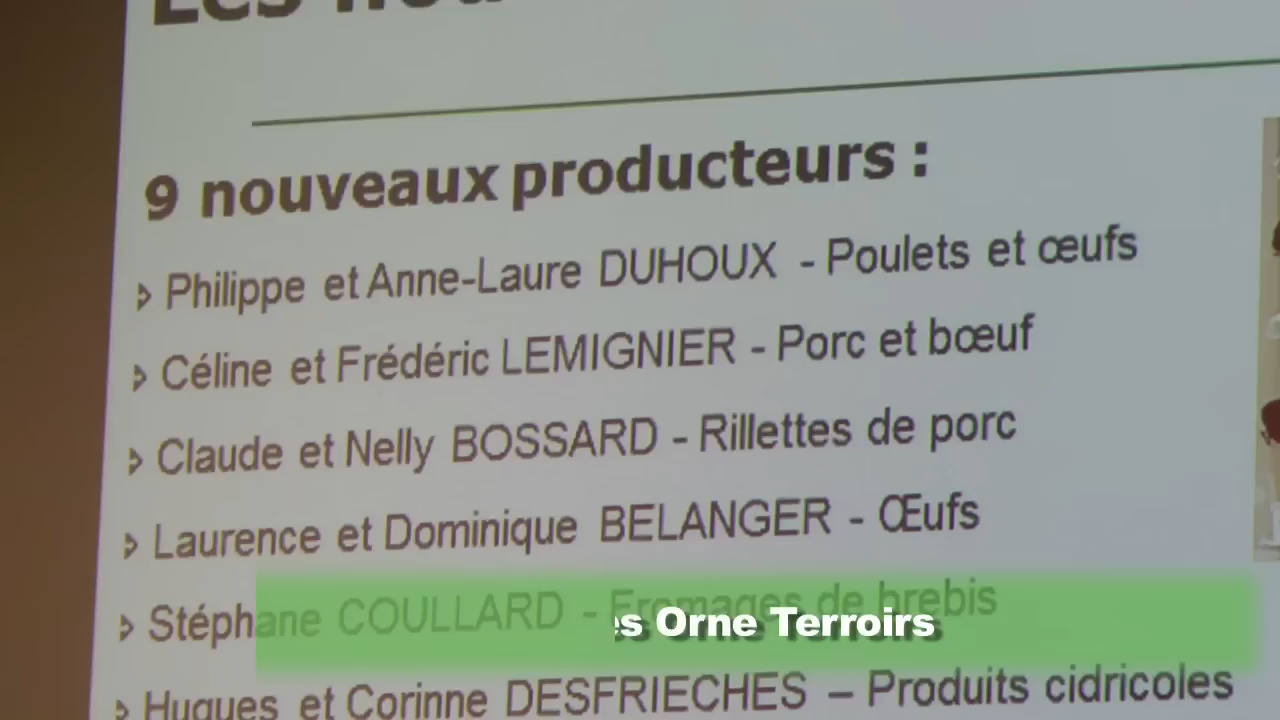 9 nouveaux producteurs :
Philippe et Anne-Laure DUHOUX - Poulets et œufs
Céline et Frédéric LEMIGNIER - Porc et bœuf
Claude et Nelly BOSSARD - Rillettes de porc
Laurence et Dominique BELANGER - Œufs
Stéphane COULLARD - Fromages de brebis
es Orne Terroirs
Hugues et Corinne DESFRIECHES – Produits cidricoles